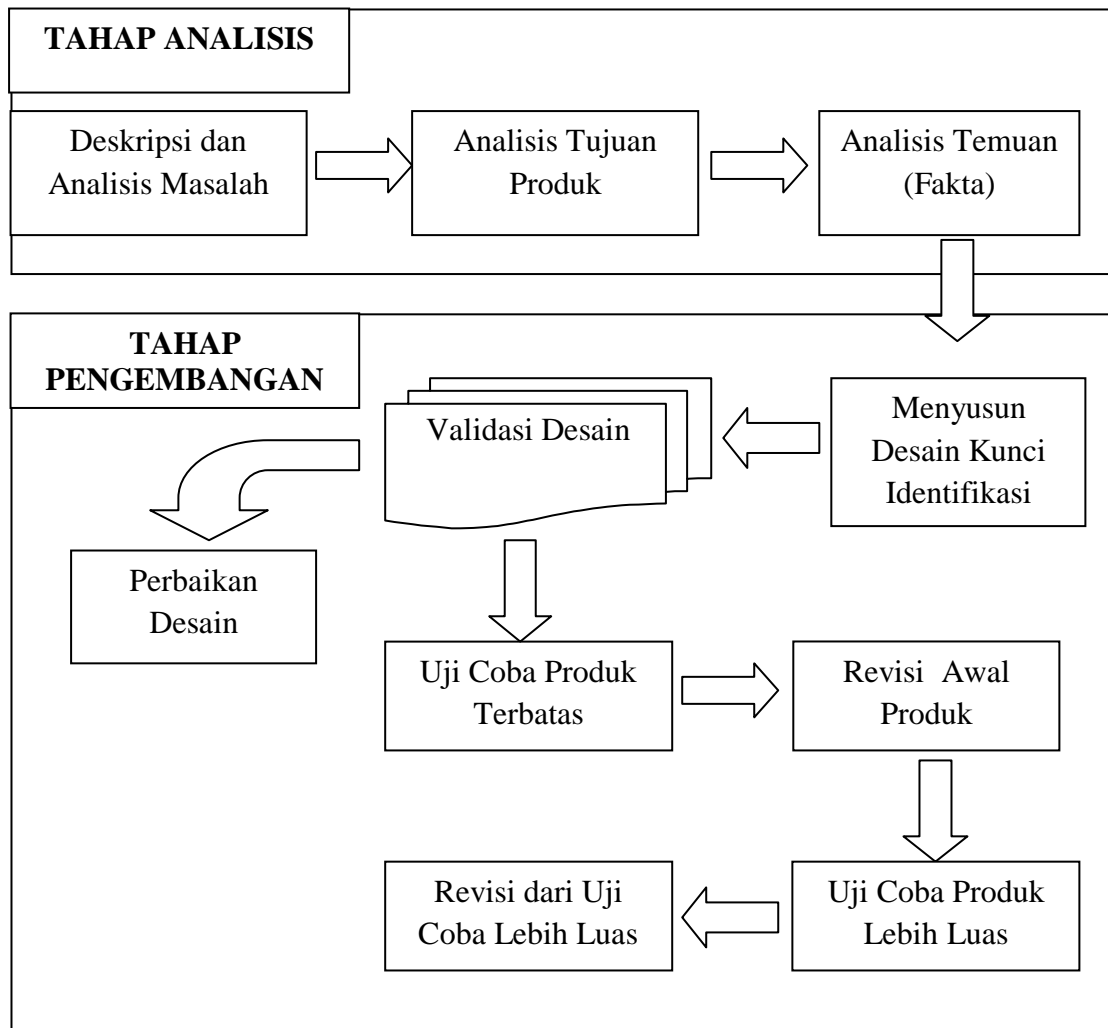 TAHAP ANALISIS
Deskripsi dan
Analisis Masalah
Analisis Tujuan
Produk
Analisis Temuan
(Fakta)
TAHAP
PENGEMBANGAN
Menyusun
Desain Kunci
Identifikasi
Validasi Desain
Perbaikan
Desain
Uji Coba Produk
Terbatas
Revisi Awal
Produk
Uji Coba Produk
Lebih Luas
Revisi dari Uji
Coba Lebih Luas